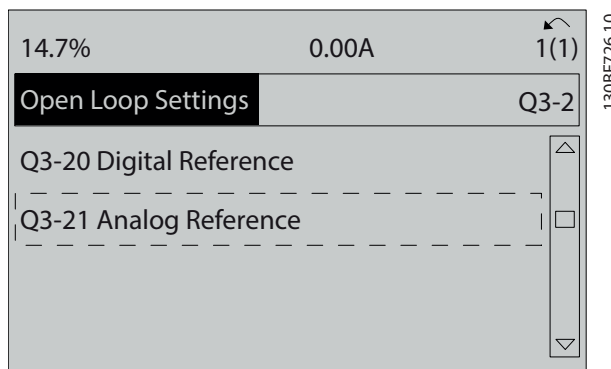 14.7% 0.00A 1(1)
Open Loop Settings Q3-2
Q3-20 Digital Reference
Q3-21 Analog Reference
130BF726.10